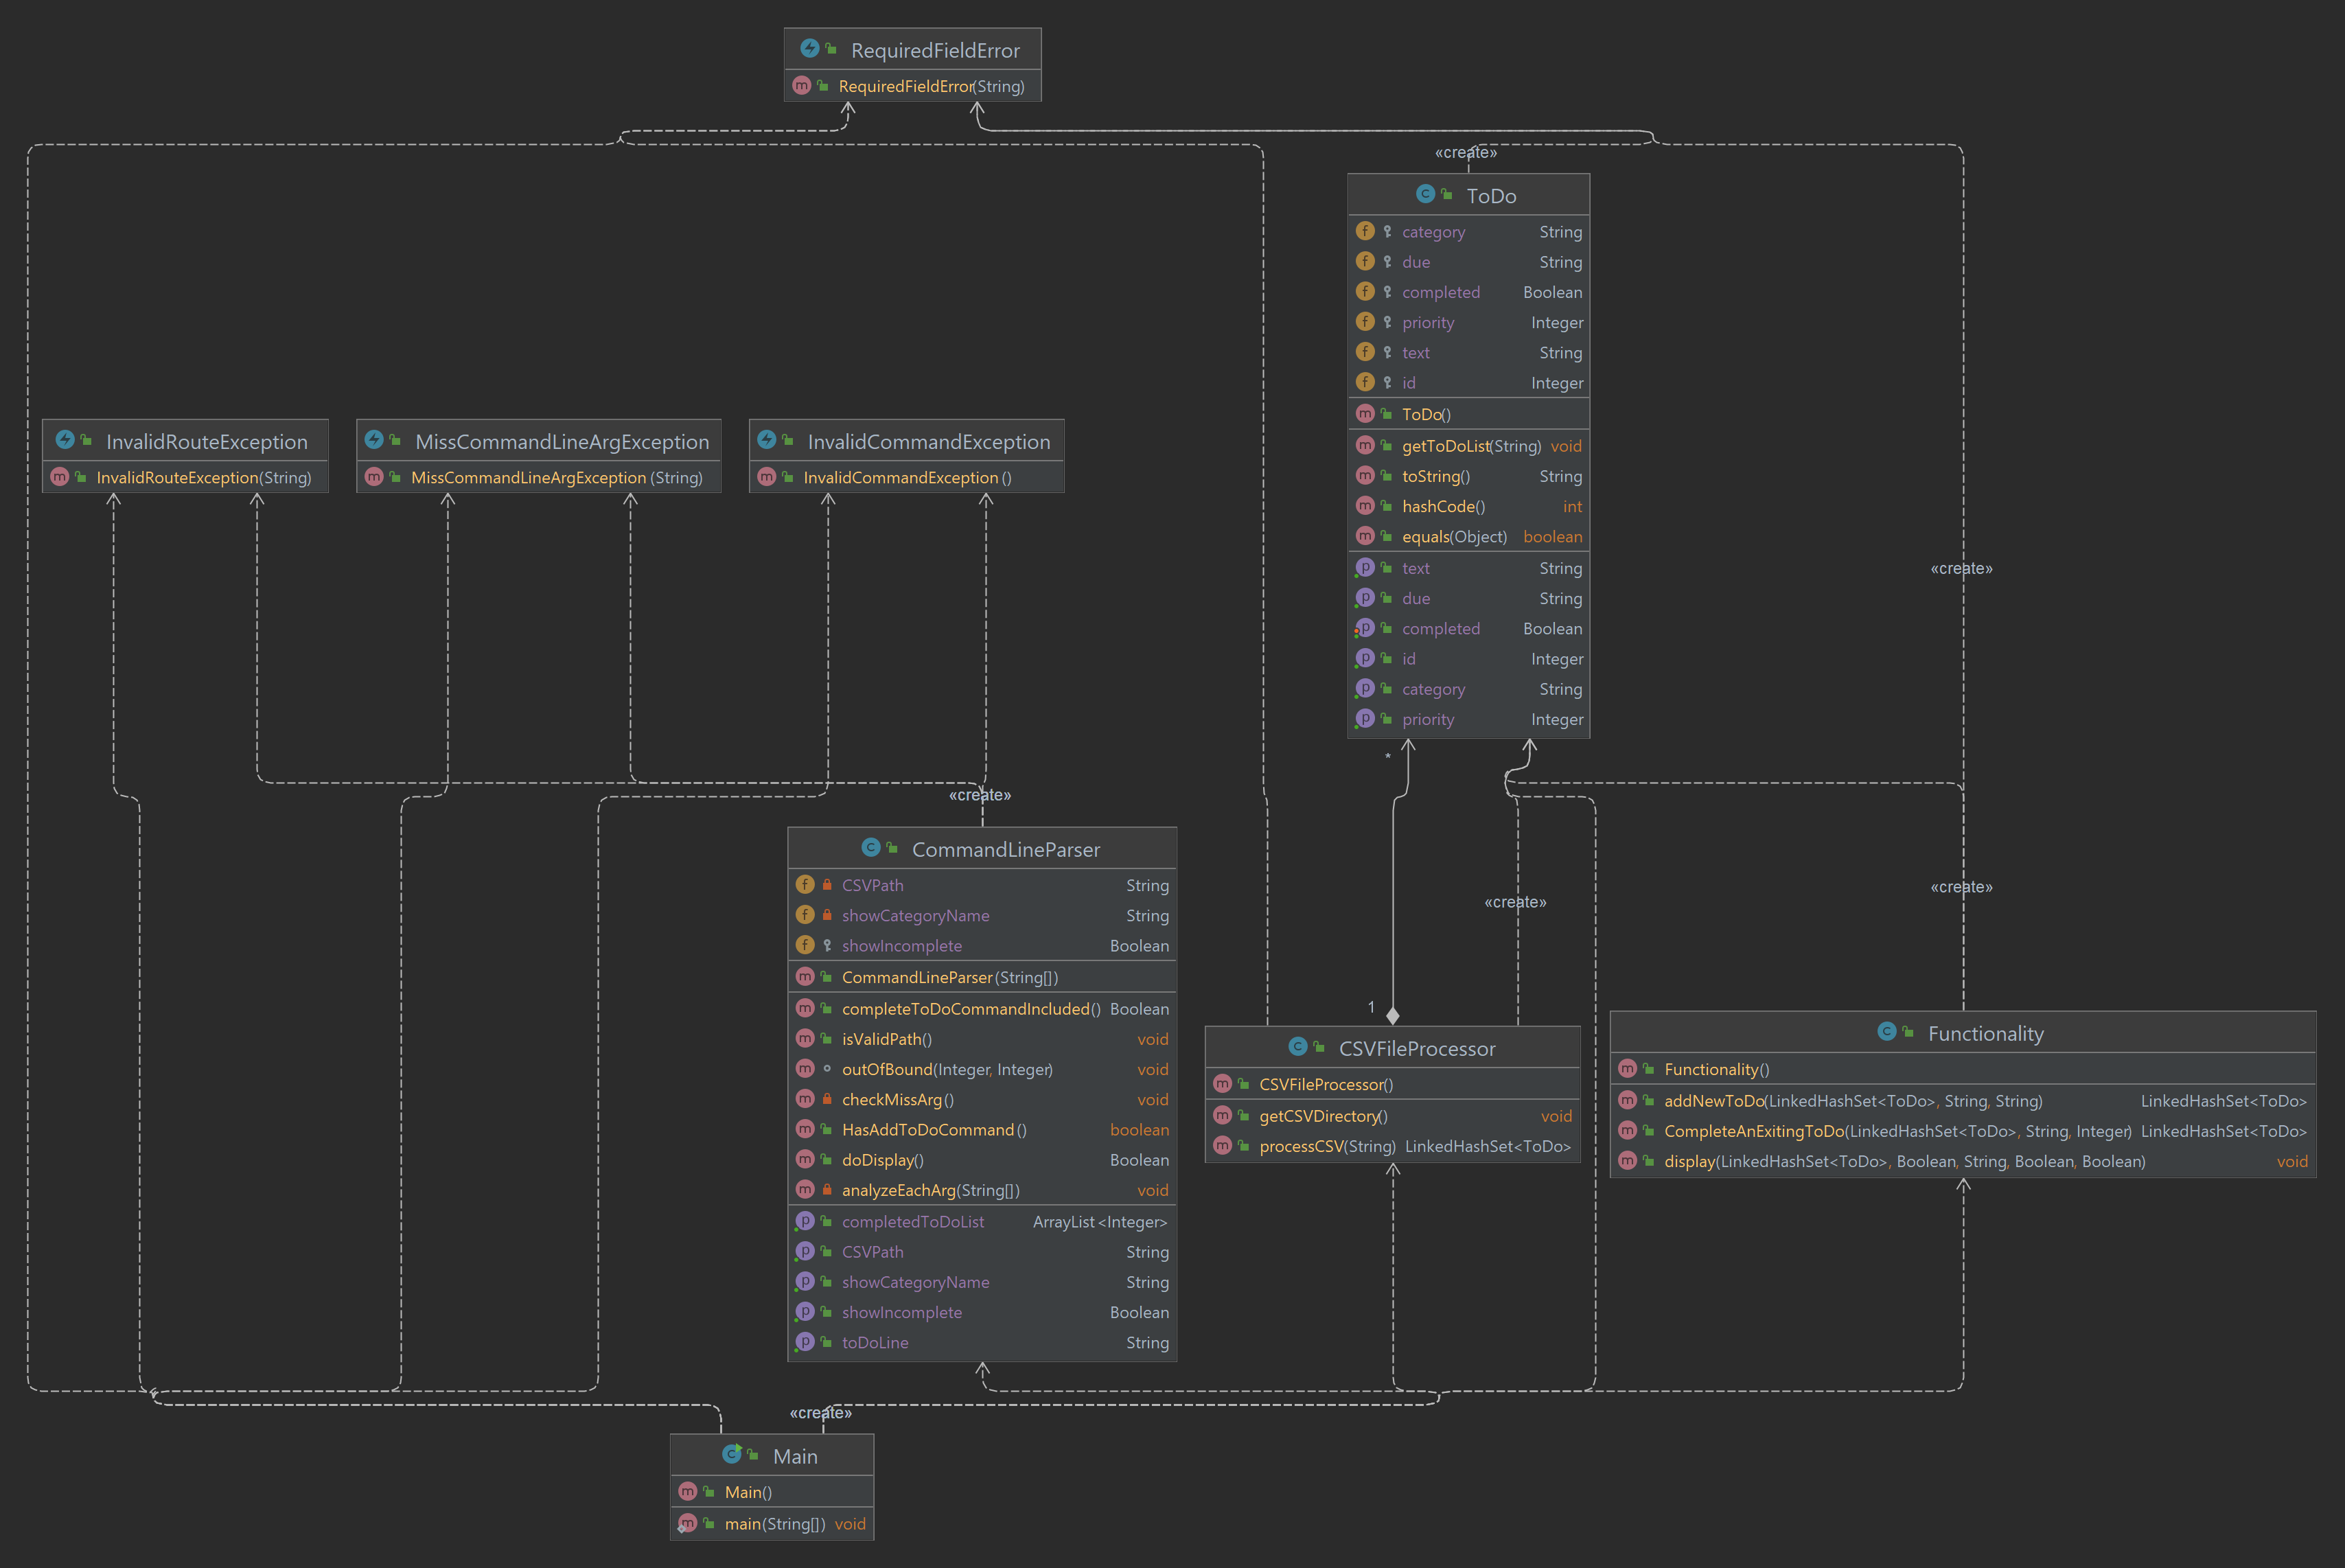 RequiredFieldError
RequiredFieldError(String)
«create»
ToDo
category String
due String
completed Boolean
priority Integer
text String
id Integer
ToDo()
getToDoList(String) void
toString() String
hashCode() int
equals(Object) boolean
text String
due String
completed Boolean
id Integer
category String
priority Integer
InvalidRouteException
InvalidRouteException(String)
MissCommandLineArgException
MissCommandLineArgException (String)
InvalidCommandException
InvalidCommandException ()
«create»
*
«create»
CommandLineParser
CSVPath String
showCategoryName String
showIncomplete Boolean
CommandLineParser (String[])
completeToDoCommandIncluded() Boolean
isValidPath() void
outOfBound(Integer, Integer) void
checkMissArg() void
HasAddToDoCommand () boolean
doDisplay() Boolean
analyzeEachArg(String[]) void
completedToDoList ArrayList<Integer>
CSVPath String
showCategoryName String
showIncomplete Boolean
toDoLine String
«create»
«create»
1
CSVFileProcessor
CSVFileProcessor()
getCSVDirectory() void
processCSV(String) LinkedHashSet<ToDo>
Functionality
Functionality()
addNewToDo(LinkedHashSet<ToDo>, String, String) LinkedHashSet<ToDo>
CompleteAnExitingToDo(LinkedHashSet<ToDo>, String, Integer) LinkedHashSet<ToDo>
display(LinkedHashSet<ToDo>, Boolean, String, Boolean, Boolean) void
«create»
Main
Main()
main(String[]) void